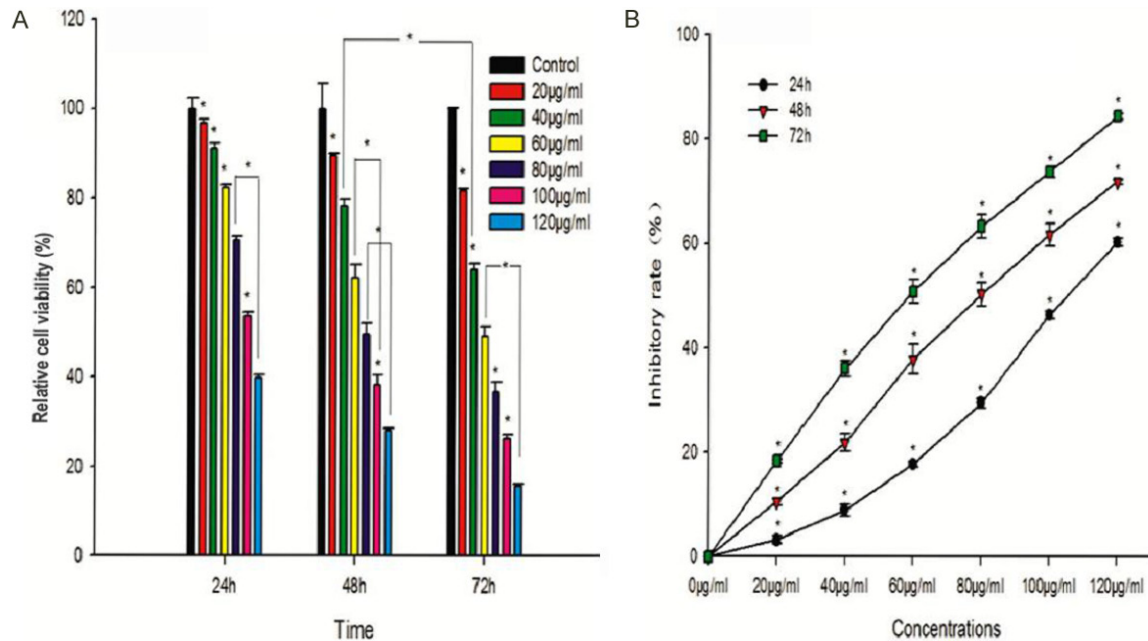 A
Relative cell viability (%)
120
100
80
60
40
20
0
24h
48h
72h
Time
Control
20μg/ml
40μg/ml
60μg/ml
80μg/ml
100μg/ml
120μg/ml
* * * * *
* * * * *
* * * * *
*
B
Inhibitory rate (%)
100
80
60
40
20
0
24h
48h
72h
* * * * * *
* * * * * *
* * * * * *
0μg/ml
20μg/ml
40μg/ml
60μg/ml
80μg/ml
100μg/ml
120μg/ml
Concentrations